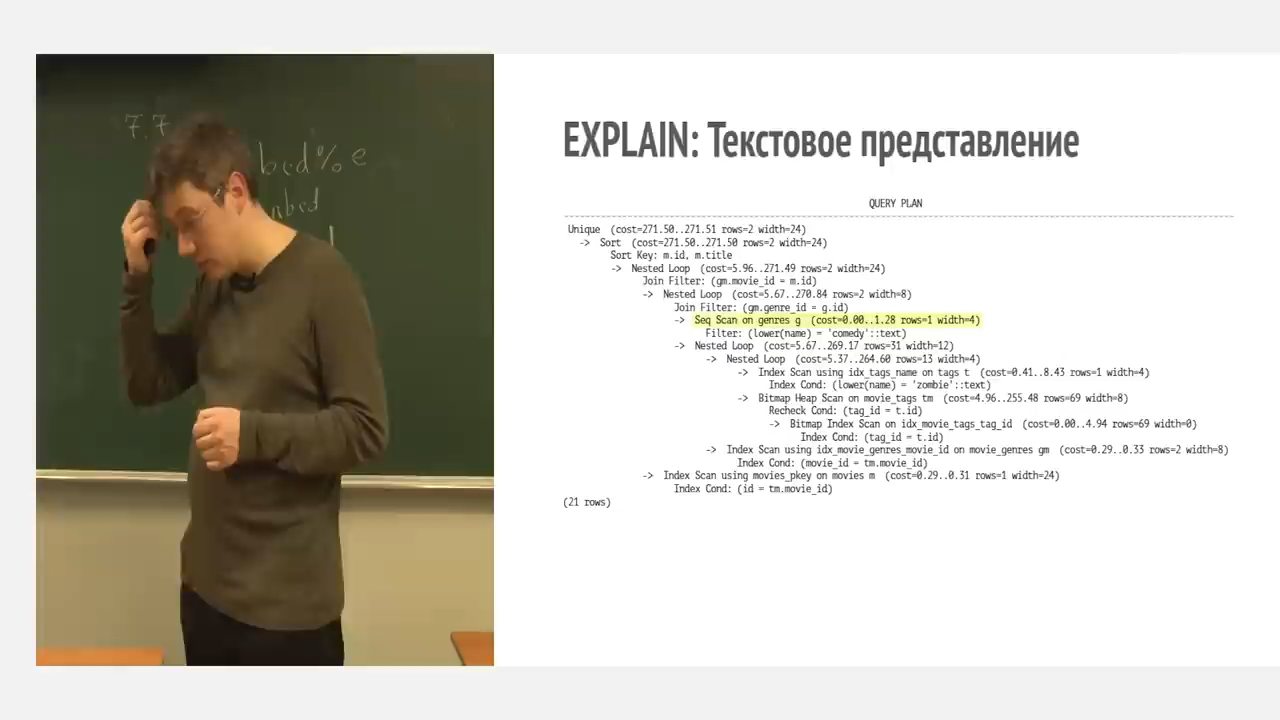 7.7
bcd%e
abcd
EXPLAIN: Текстовое представление
QUERY PLAN
Unique (cost=271.50..271.51 rows=2 width=24)
-> Sort (cost=271.50..271.50 rows=2 width=24)
Sort Key: m.id, m.title
-> Nested Loop (cost=5.96..271.49 rows=2 width=24)
Join Filter: (gm.movie_id = m.id)
-> Nested Loop (cost=5.67..270.84 rows=2 width=8)
Join Filter: (gm.genre_id = g.id)
-> Seq Scan on genres g (cost=0.00..1.28 rows=1 width=4)
Filter: (lower(name) = 'comedy'::text)
-> Nested Loop (cost=5.67..269.17 rows=31 width=12)
-> Nested Loop (cost=5.37..264.60 rows=13 width=4)
-> Index Scan using idx_tags_name on tags t (cost=0.41..8.43 rows=1 width=4)
Index Cond: (lower(name) = 'zombie'::text)
-> Bitmap Heap Scan on movie_tags tm (cost=4.96..255.48 rows=69 width=8)
Recheck Cond: (tag_id = t.id)
-> Bitmap Index Scan on idx_movie_tags_tag_id (cost=0.00..4.94 rows=69 width=0)
Index Cond: (tag_id = t.id)
-> Index Scan using idx_movie_genres_movie_id on movie_genres gm (cost=0.29..0.33 rows=2 width=8)
Index Cond: (movie_id = tm.movie_id)
-> Index Scan using movies_pkey on movies m (cost=0.29..0.31 rows=1 width=24)
Index Cond: (id = tm.movie_id)
(21 rows)